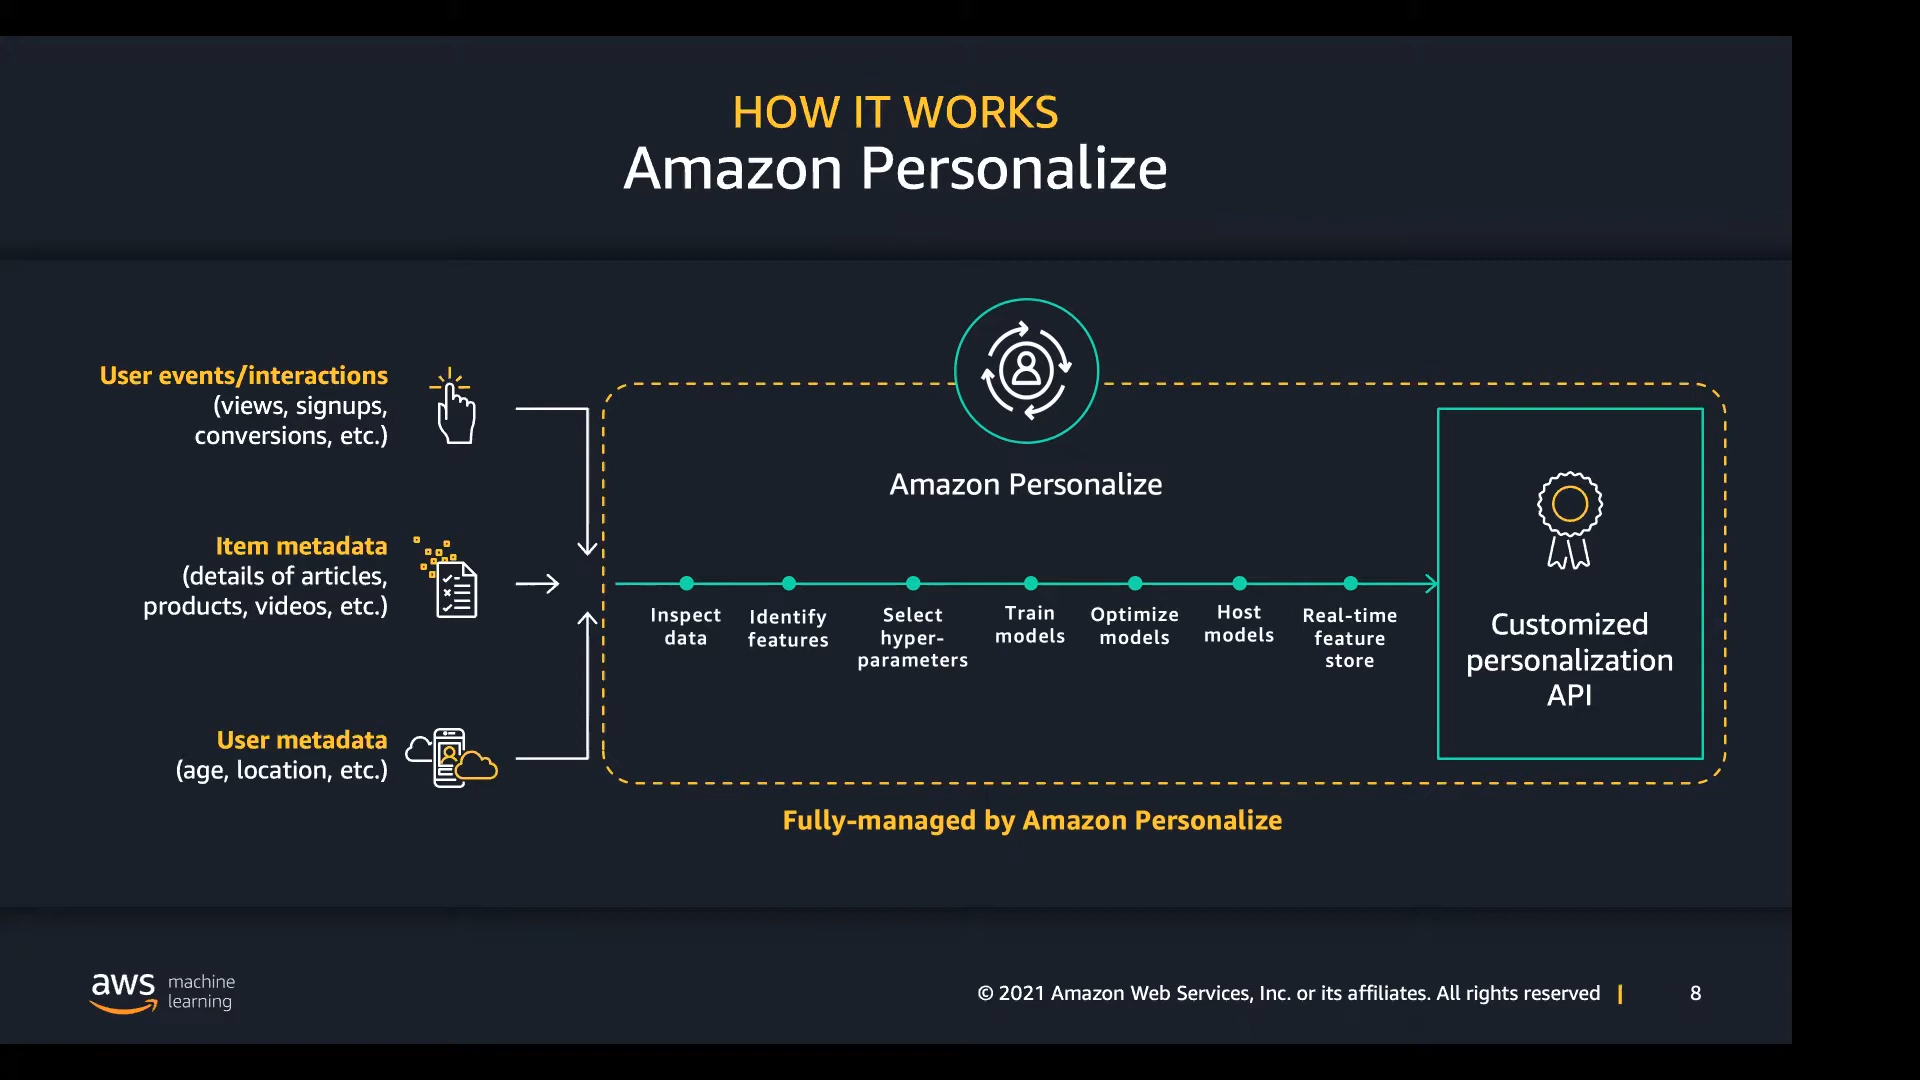 HOW IT WORKS
Amazon Personalize
User events/interactions
(views, signups,
conversions, etc.)
Item metadata
(details of articles,
products, videos, etc.)
User metadata
(age, location, etc.)
Amazon Personalize
Inspect
data
Identify
features
Select
hyper-
parameters
Train
models
Optimize
models
Host
models
Real-time
feature
store
Customized
personalization
API
Fully-managed by Amazon Personalize
aws machine
learning
© 2021 Amazon Web Services, Inc. or its affiliates. All rights reserved | 8